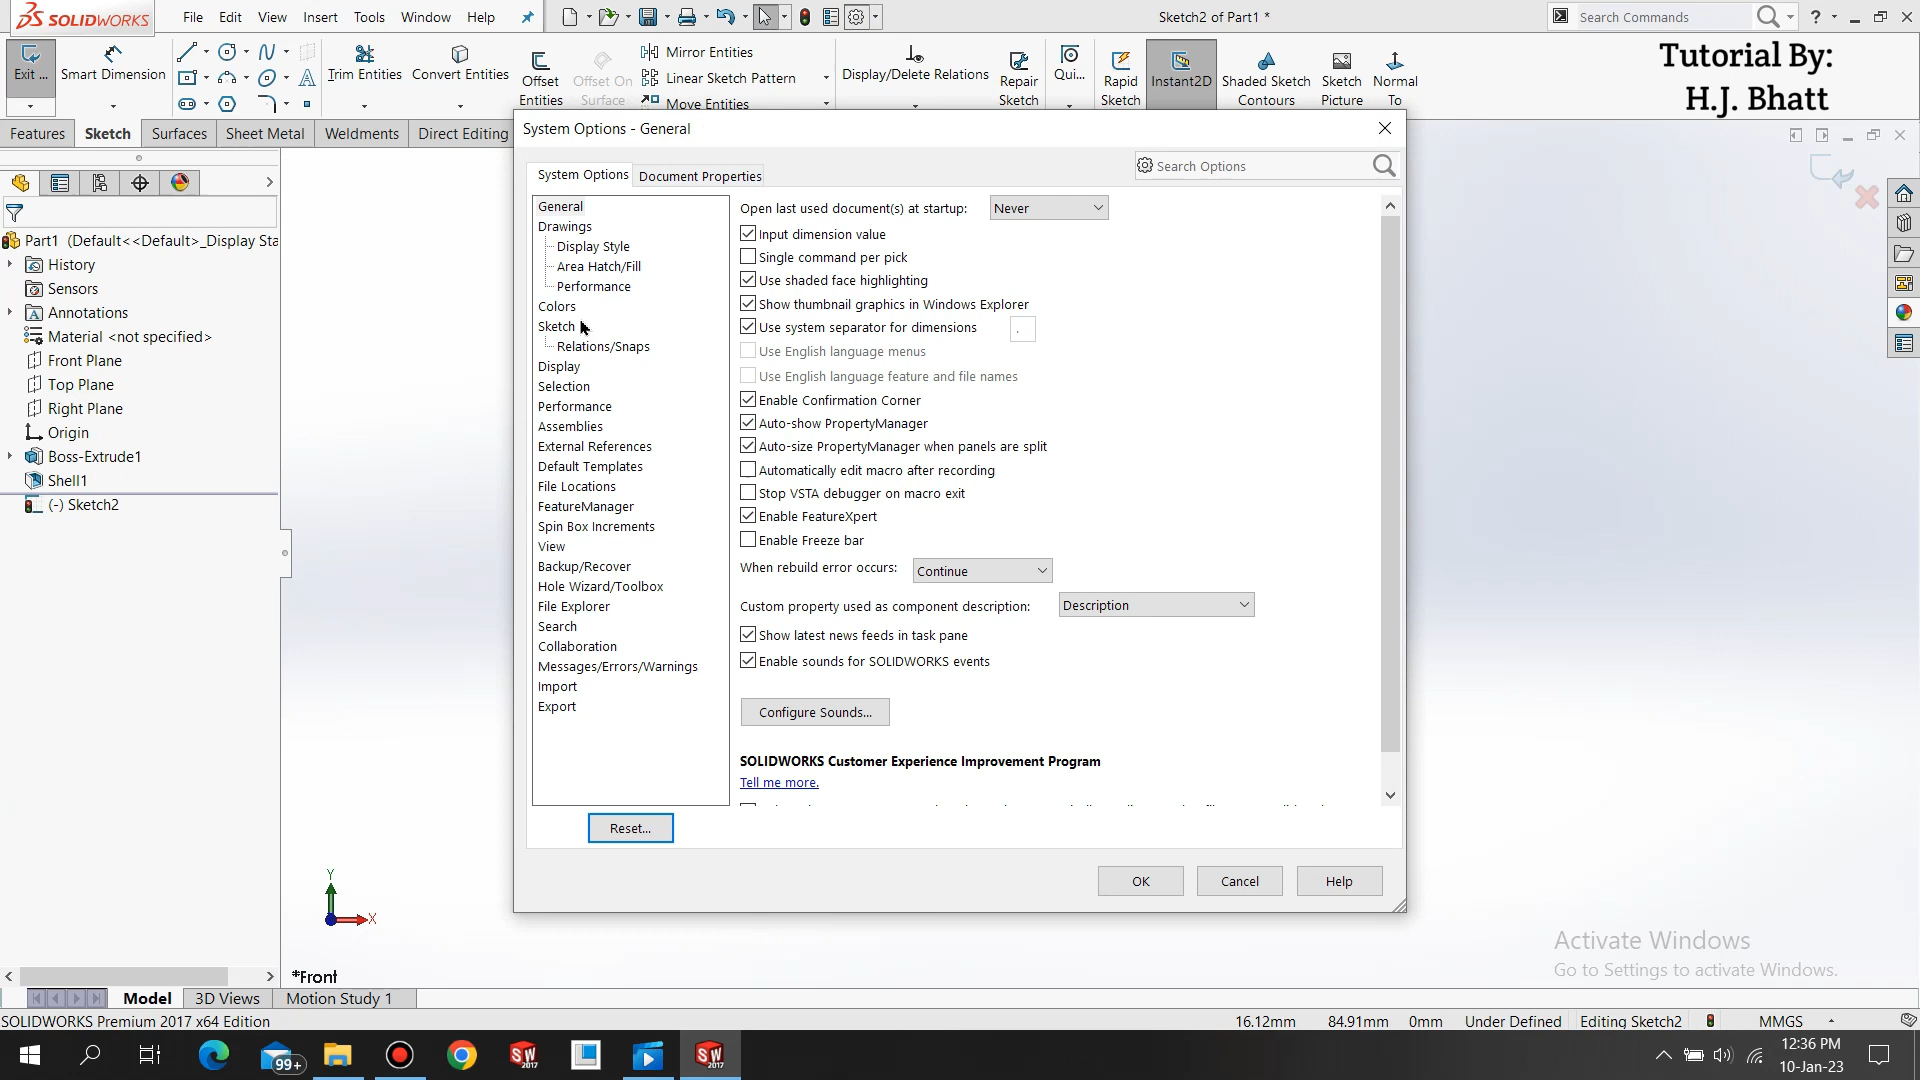 SOLIDWORKS File Edit View Insert Tools Window Help Sketch2 of Part1 * Search Commands ?
Exit ... Smart Dimension Trim Entities Convert Entities Offset Entities Offset On Surface Mirror Entities Linear Sketch Pattern Move Entities Display/Delete Relations Repair Sketch Qui... Rapid Sketch Instant2D Shaded Sketch Contours Sketch Picture Normal To
Tutorial By:
H.J. Bhatt
Features Sketch Surfaces Sheet Metal Weldments Direct Editing
Part1 (Default<<Default>_Display Sta
History
Sensors
Annotations
Material <not specified>
Front Plane
Top Plane
Right Plane
Origin
Boss-Extrude1
Shell1
(-) Sketch2
System Options - General
System Options Document Properties Search Options
General
Drawings
Display Style
Area Hatch/Fill
Performance
Colors
Sketch
Relations/Snaps
Display
Selection
Performance
Assemblies
External References
Default Templates
File Locations
FeatureManager
Spin Box Increments
View
Backup/Recover
Hole Wizard/Toolbox
File Explorer
Search
Collaboration
Messages/Errors/Warnings
Import
Export
Reset...
Open last used document(s) at startup: Never
Input dimension value
Single command per pick
Use shaded face highlighting
Show thumbnail graphics in Windows Explorer
Use system separator for dimensions .
Use English language menus
Use English language feature and file names
Enable Confirmation Corner
Auto-show PropertyManager
Auto-size PropertyManager when panels are split
Automatically edit macro after recording
Stop VSTA debugger on macro exit
Enable FeatureXpert
Enable Freeze bar
When rebuild error occurs: Continue
Custom property used as component description: Description
Show latest news feeds in task pane
Enable sounds for SOLIDWORKS events
Configure Sounds...
SOLIDWORKS Customer Experience Improvement Program
Tell me more.
OK Cancel Help
Y
X
*Front
Activate Windows
Go to Settings to activate Windows.
Model 3D Views Motion Study 1
SOLIDWORKS Premium 2017 x64 Edition 16.12mm 84.91mm 0mm Under Defined Editing Sketch2 MMGS
99+ SW 2017 SW 2017
12:36 PM
10-Jan-23